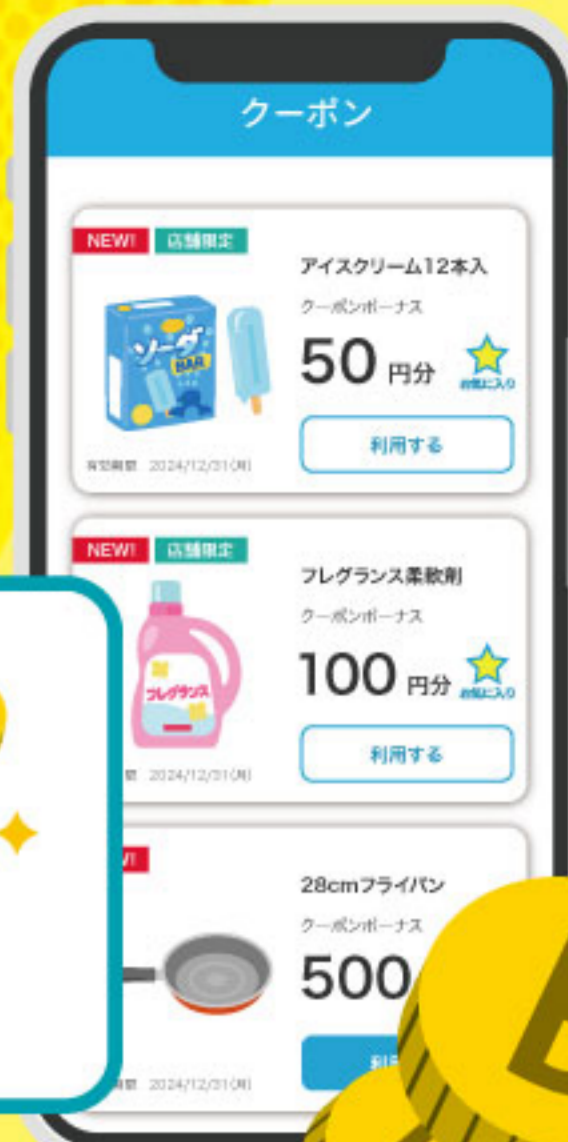 クーポン
NEW! 店舗限定
アイスクリーム12本入
クーポンボーナス
ソーダ
BAR
50 円分
お気に入り
利用する
有効期限 2024/12/31(月)
NEW! 店舗限定
フレグランス柔軟剤
クーポンボーナス
フレグランス
100 円分
お気に入り
利用する
2024/12/31(月)
28cmフライパン
クーポンボーナス
500
2024/12/31(月)